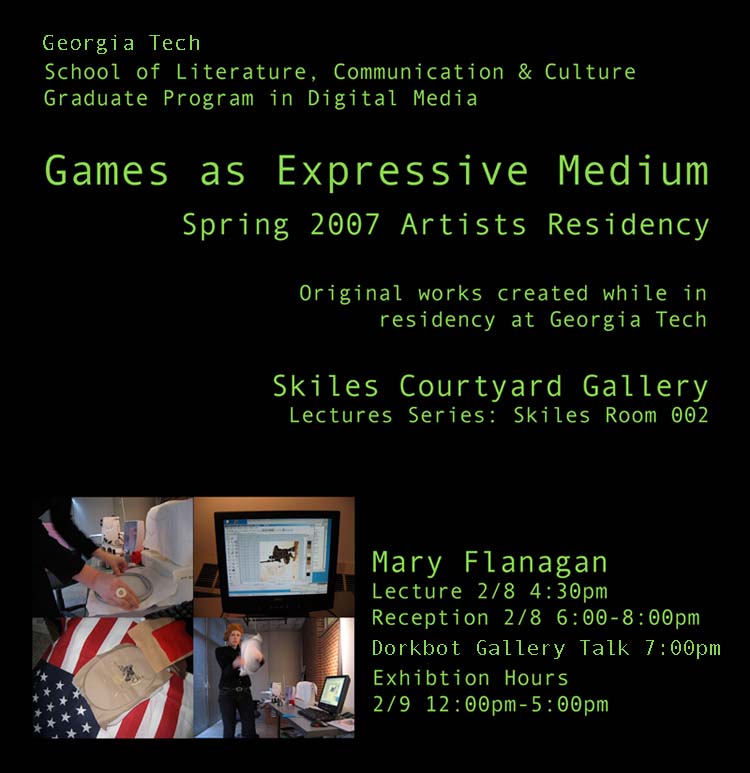 Georgia Tech
School of Literature, Communication & Culture
Graduate Program in Digital Media
Games as Expressive Medium
Spring 2007 Artists Residency
Original works created while in
residency at Georgia Tech
Skiles Courtyard Gallery
Lectures Series: Skiles Room 002
Mary Flanagan
Lecture 2/8 4:30pm
Reception 2/8 6:00-8:00pm
Dorkbot Gallery Talk 7:00pm
Exhibtion Hours
2/9 12:00pm-5:00pm